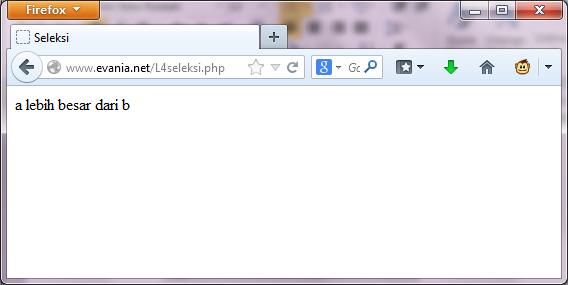 Firefox
Seleksi
www.evania.net/L4seleksi.php
a lebih besar dari b